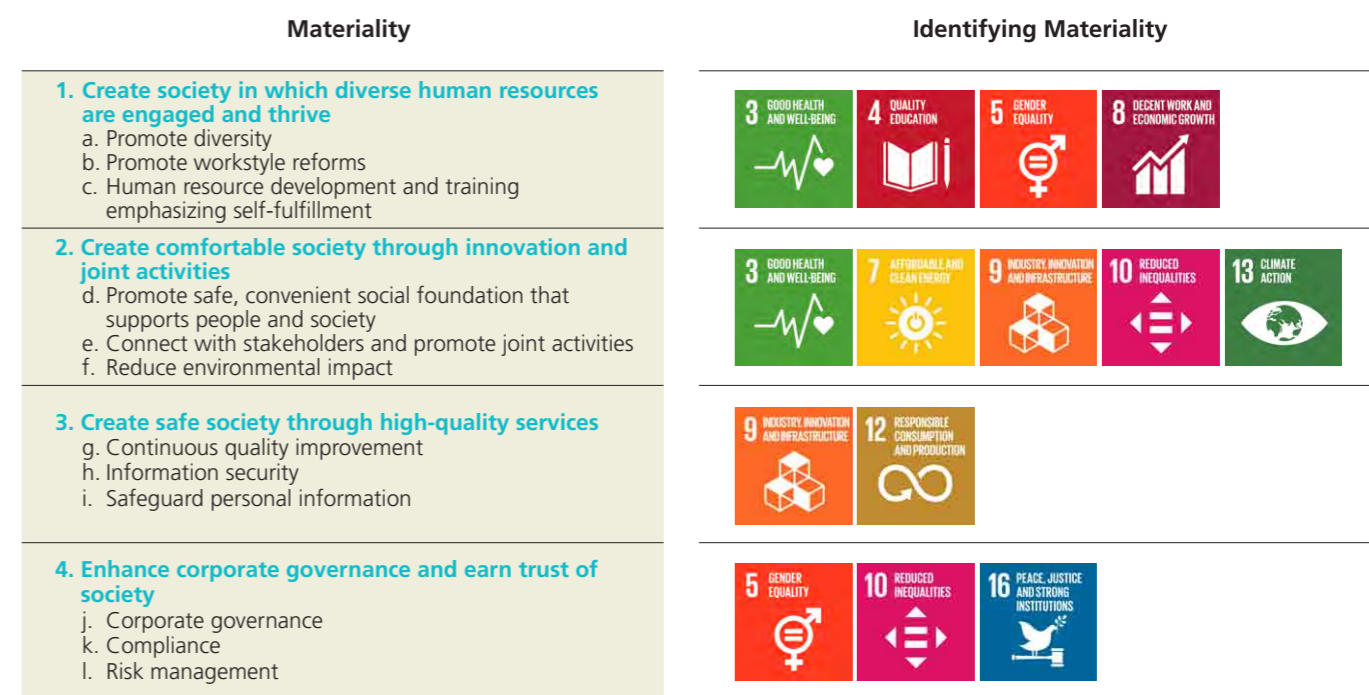 Materiality
Identifying Materiality
1. Create society in which diverse human resources
are engaged and thrive
a. Promote diversity
b. Promote workstyle reforms
c. Human resource development and training
emphasizing self-fulfillment
3 GOOD HEALTH
AND WELL-BEING
4 QUALITY
EDUCATION
5 GENDER
EQUALITY
8 DECENT WORK AND
ECONOMIC GROWTH
2. Create comfortable society through innovation and
joint activities
d. Promote safe, convenient social foundation that
supports people and society
e. Connect with stakeholders and promote joint activities
f. Reduce environmental impact
3 GOOD HEALTH
AND WELL-BEING
7 AFFORDABLE AND
CLEAN ENERGY
9 INDUSTRY, INNOVATION
AND INFRASTRUCTURE
10 REDUCED
INEQUALITIES
13 CLIMATE
ACTION
3. Create safe society through high-quality services
g. Continuous quality improvement
h. Information security
i. Safeguard personal information
9 INDUSTRY, INNOVATION
AND INFRASTRUCTURE
12 RESPONSIBLE
CONSUMPTION
AND PRODUCTION
4. Enhance corporate governance and earn trust of
society
j. Corporate governance
k. Compliance
l. Risk management
5 GENDER
EQUALITY
10 REDUCED
INEQUALITIES
16 PEACE, JUSTICE
AND STRONG
INSTITUTIONS